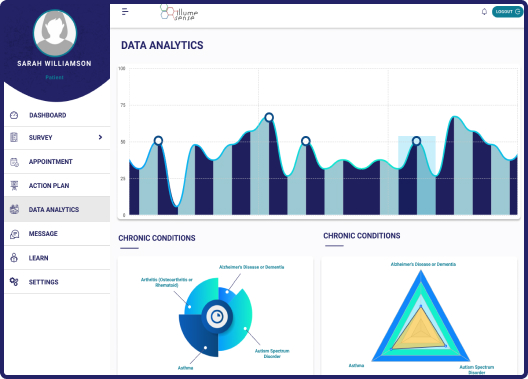 Illume
sense
LOGOUT
SARAH WILLIAMSON
Patient
DASHBOARD
SURVEY
APPOINTMENT
ACTION PLAN
DATA ANALYTICS
MESSAGE
LEARN
SETTINGS
DATA ANALYTICS
100
75
50
25
0
CHRONIC CONDITIONS
Alzheimer's Disease or Dementia
Arthritis (Osteoarthritis or
Rhematoid)
Autism Spectrum
Disorder
Asthma
CHRONIC CONDITIONS
Alzheimer's Disease or Dementia
Asthma
Autism Spectrum
Disorder